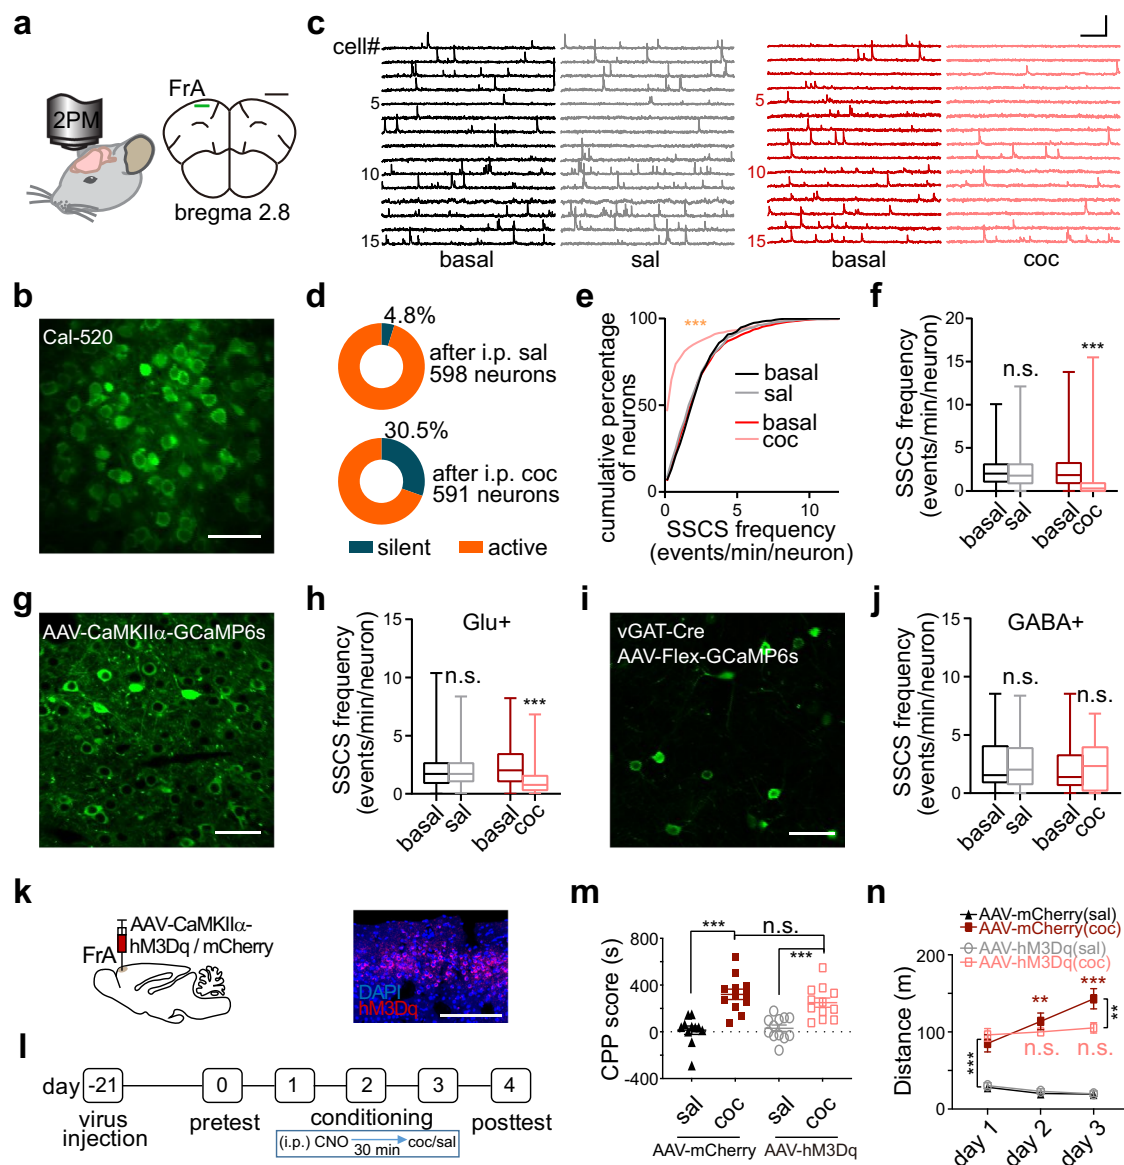 a
2PM
FrA
bregma 2.8
c
cell#
5
10
15
basal
sal
5
10
15
basal
coc
b
Cal-520
d
4.8%
after i.p. sal
598 neurons
30.5%
after i.p. coc
591 neurons
silent
active
e
cumulative percentage
of neurons
100
50
0
***
basal
sal
basal
coc
0
5
10
SSCS frequency
(events/min/neuron)
f
SSCS frequency
(events/min/neuron)
20
15
10
5
0
n.s.
***
basal
sal
basal
coc
g
AAV-CaMKIIα-GCaMP6s
h
Glu+
SSCS frequency
(events/min/neuron)
15
10
5
0
n.s.
***
basal
sal
basal
coc
i
vGAT-Cre
AAV-Flex-GCaMP6s
j
GABA+
SSCS frequency
(events/min/neuron)
15
10
5
0
n.s.
n.s.
basal
sal
basal
coc
k
AAV-CaMKIIα-
hM3Dq / mCherry
FrA
DAPI
hM3Dq
l
day
-21
0
1
2
3
4
virus
injection
pretest
conditioning
posttest
(i.p.) CNO
30 min
coc/sal
m
CPP score (s)
800
400
0
-400
***
n.s.
***
sal
coc
sal
coc
AAV-mCherry
AAV-hM3Dq
n
AAV-mCherry(sal)
AAV-mCherry(coc)
AAV-hM3Dq(sal)
AAV-hM3Dq(coc)
Distance (m)
200
100
0
***
**
***
**
n.s.
n.s.
day 1
day 2
day 3